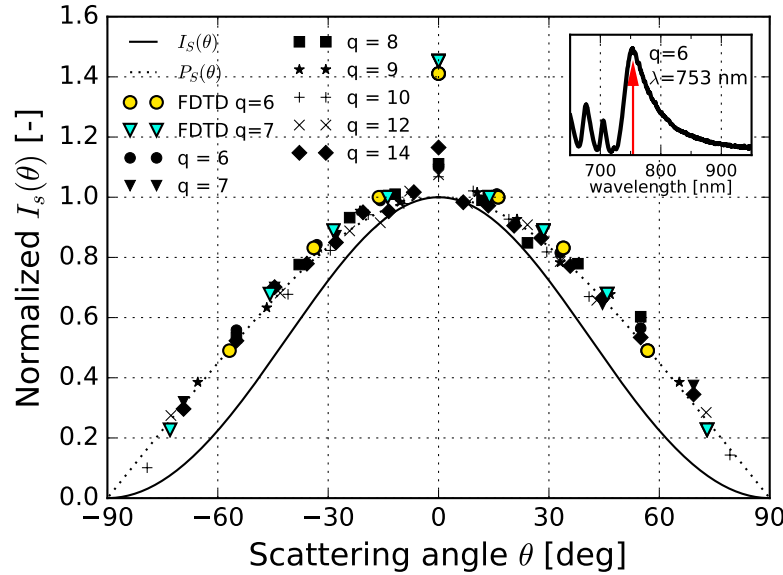 1.6
1.4
1.2
1.0
0.8
0.6
0.4
0.2
0.0
Normalized I_s(θ) [-]
I_S(θ)
P_S(θ)
FDTD q=6
FDTD q=7
q = 6
q = 7
q = 8
q = 9
q = 10
q = 12
q = 14
q=6
λ=753 nm
700 800 900
wavelength [nm]
−90 −60 −30 0 30 60 90
Scattering angle θ [deg]